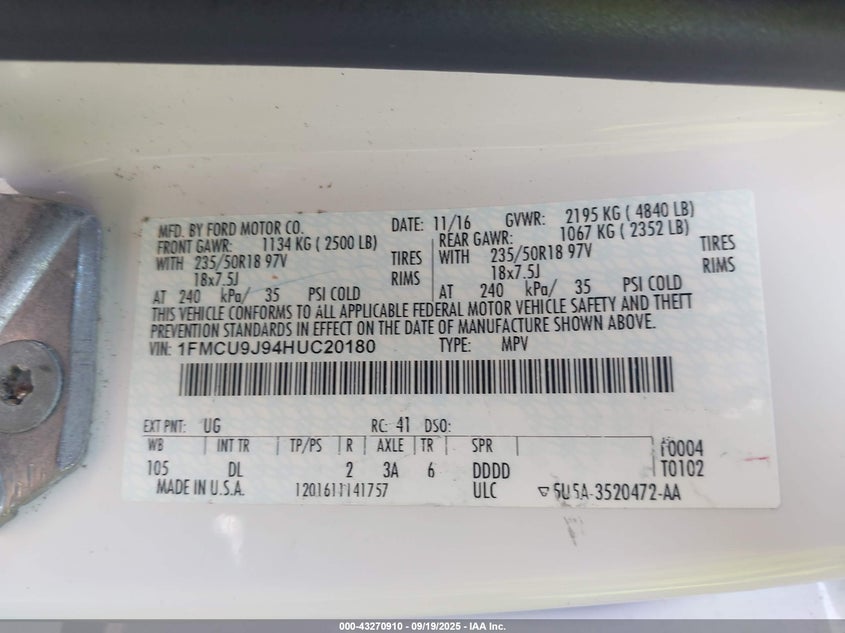 MFD. BY FORD MOTOR CO. DATE: 11/16 GVWR: 2195 KG ( 4840 LB)
FRONT GAWR: 1134 KG ( 2500 LB) REAR GAWR: 1067 KG ( 2352 LB)
WITH 235/50R18 97V TIRES WITH 235/50R18 97V TIRES
18x7.5J RIMS 18x7.5J RIMS
AT 240 kPa/ 35 PSI COLD AT 240 kPa/ 35 PSI COLD
THIS VEHICLE CONFORMS TO ALL APPLICABLE FEDERAL MOTOR VEHICLE SAFETY AND THEFT
PREVENTION STANDARDS IN EFFECT ON THE DATE OF MANUFACTURE SHOWN ABOVE.
VIN: 1FMCU9J94HUC20180 TYPE: MPV
EXT PNT: UG RC: 41 DSO:
WB INT TR TP/PS R AXLE TR SPR F0004
105 DL 2 3A 6 DDDD T0102
MADE IN U.S.A. 1201611141757 ULC 5U5A-3520472-AA
000-43270910 - 09/19/2025 - IAA Inc.